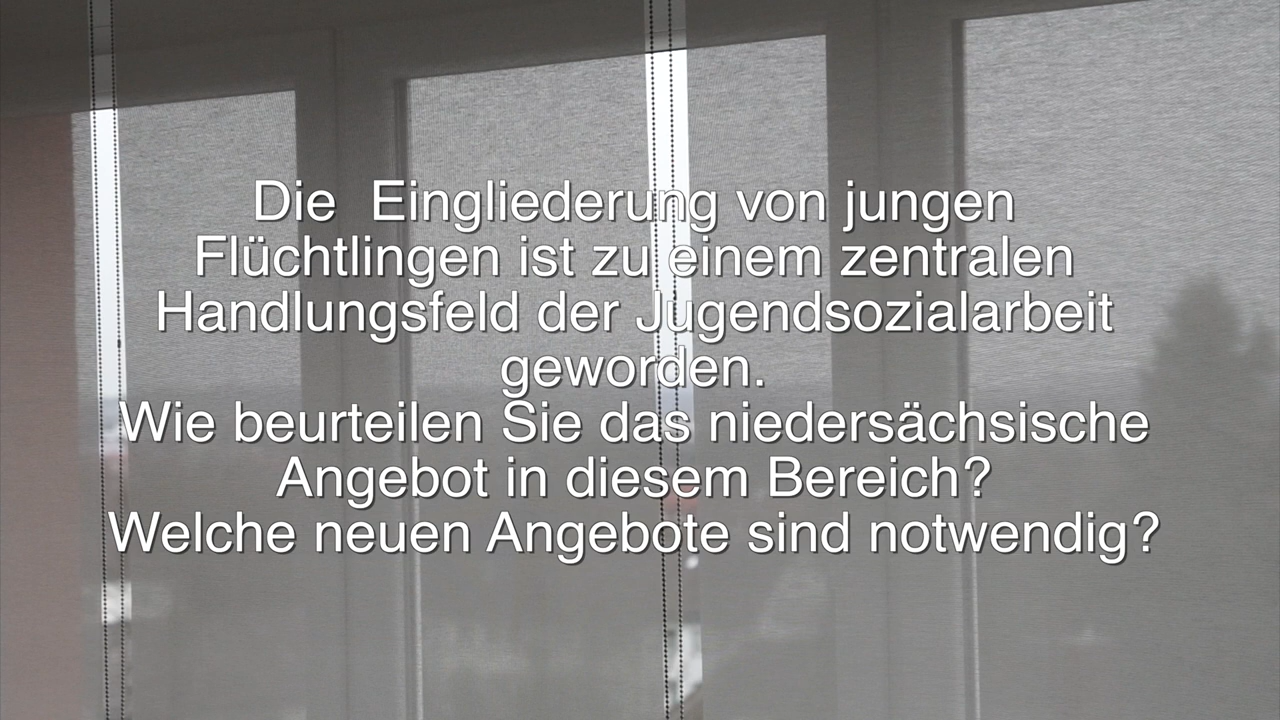 Die  Eingliederung von jungen
Flüchtlingen ist zu einem zentralen
Handlungsfeld der Jugendsozialarbeit
geworden.
Wie beurteilen Sie das niedersächsische
Angebot in diesem Bereich?
Welche neuen Angebote sind notwendig?